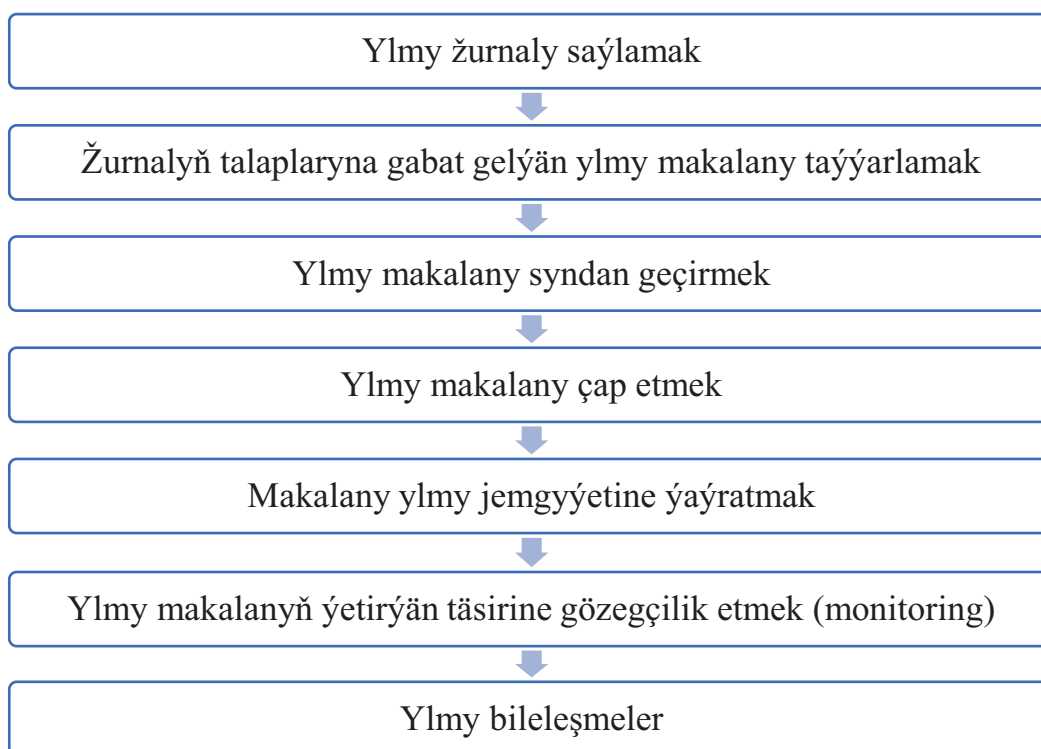 Ylmy žurnaly saýlamak
Žurnalyň talaplaryna gabat gelýän ylmy makalany taýýarlamak
Ylmy makalany syndan geçirmek
Ylmy makalany çap etmek
Makalany ylmy jemgyýetine ýaýratmak
Ylmy makalanyň ýetirýän täsirine gözegçilik etmek (monitoring)
Ylmy bileleşmeler